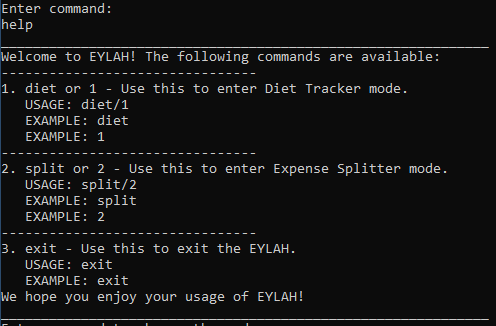 Enter command:
help
Welcome to EYLAH! The following commands are available:
--------------------------------
1. diet or 1 - Use this to enter Diet Tracker mode.
USAGE: diet/1
EXAMPLE: diet
EXAMPLE: 1
--------------------------------
2. split or 2 - Use this to enter Expense Splitter mode.
USAGE: split/2
EXAMPLE: split
EXAMPLE: 2
--------------------------------
3. exit - Use this to exit the EYLAH.
USAGE: exit
EXAMPLE: exit
We hope you enjoy your usage of EYLAH!